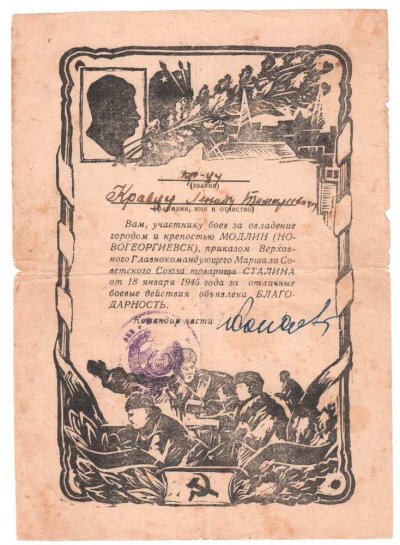 кр-цу
(звание)
Кравцу
(фамилия, имя и отчество)
Вам, участнику боев за овладение
городом и крепостью МОДЛИН (НО-
ВОГЕОРГИЕВСК), приказом Верхов-
ного Главнокомандующего Маршала Со-
ветского Союза товарища СТАЛИНА
от 18 января 1945 года за отличные
боевые действия объявлена БЛАГО-
ДАРНОСТЬ.
Командир части